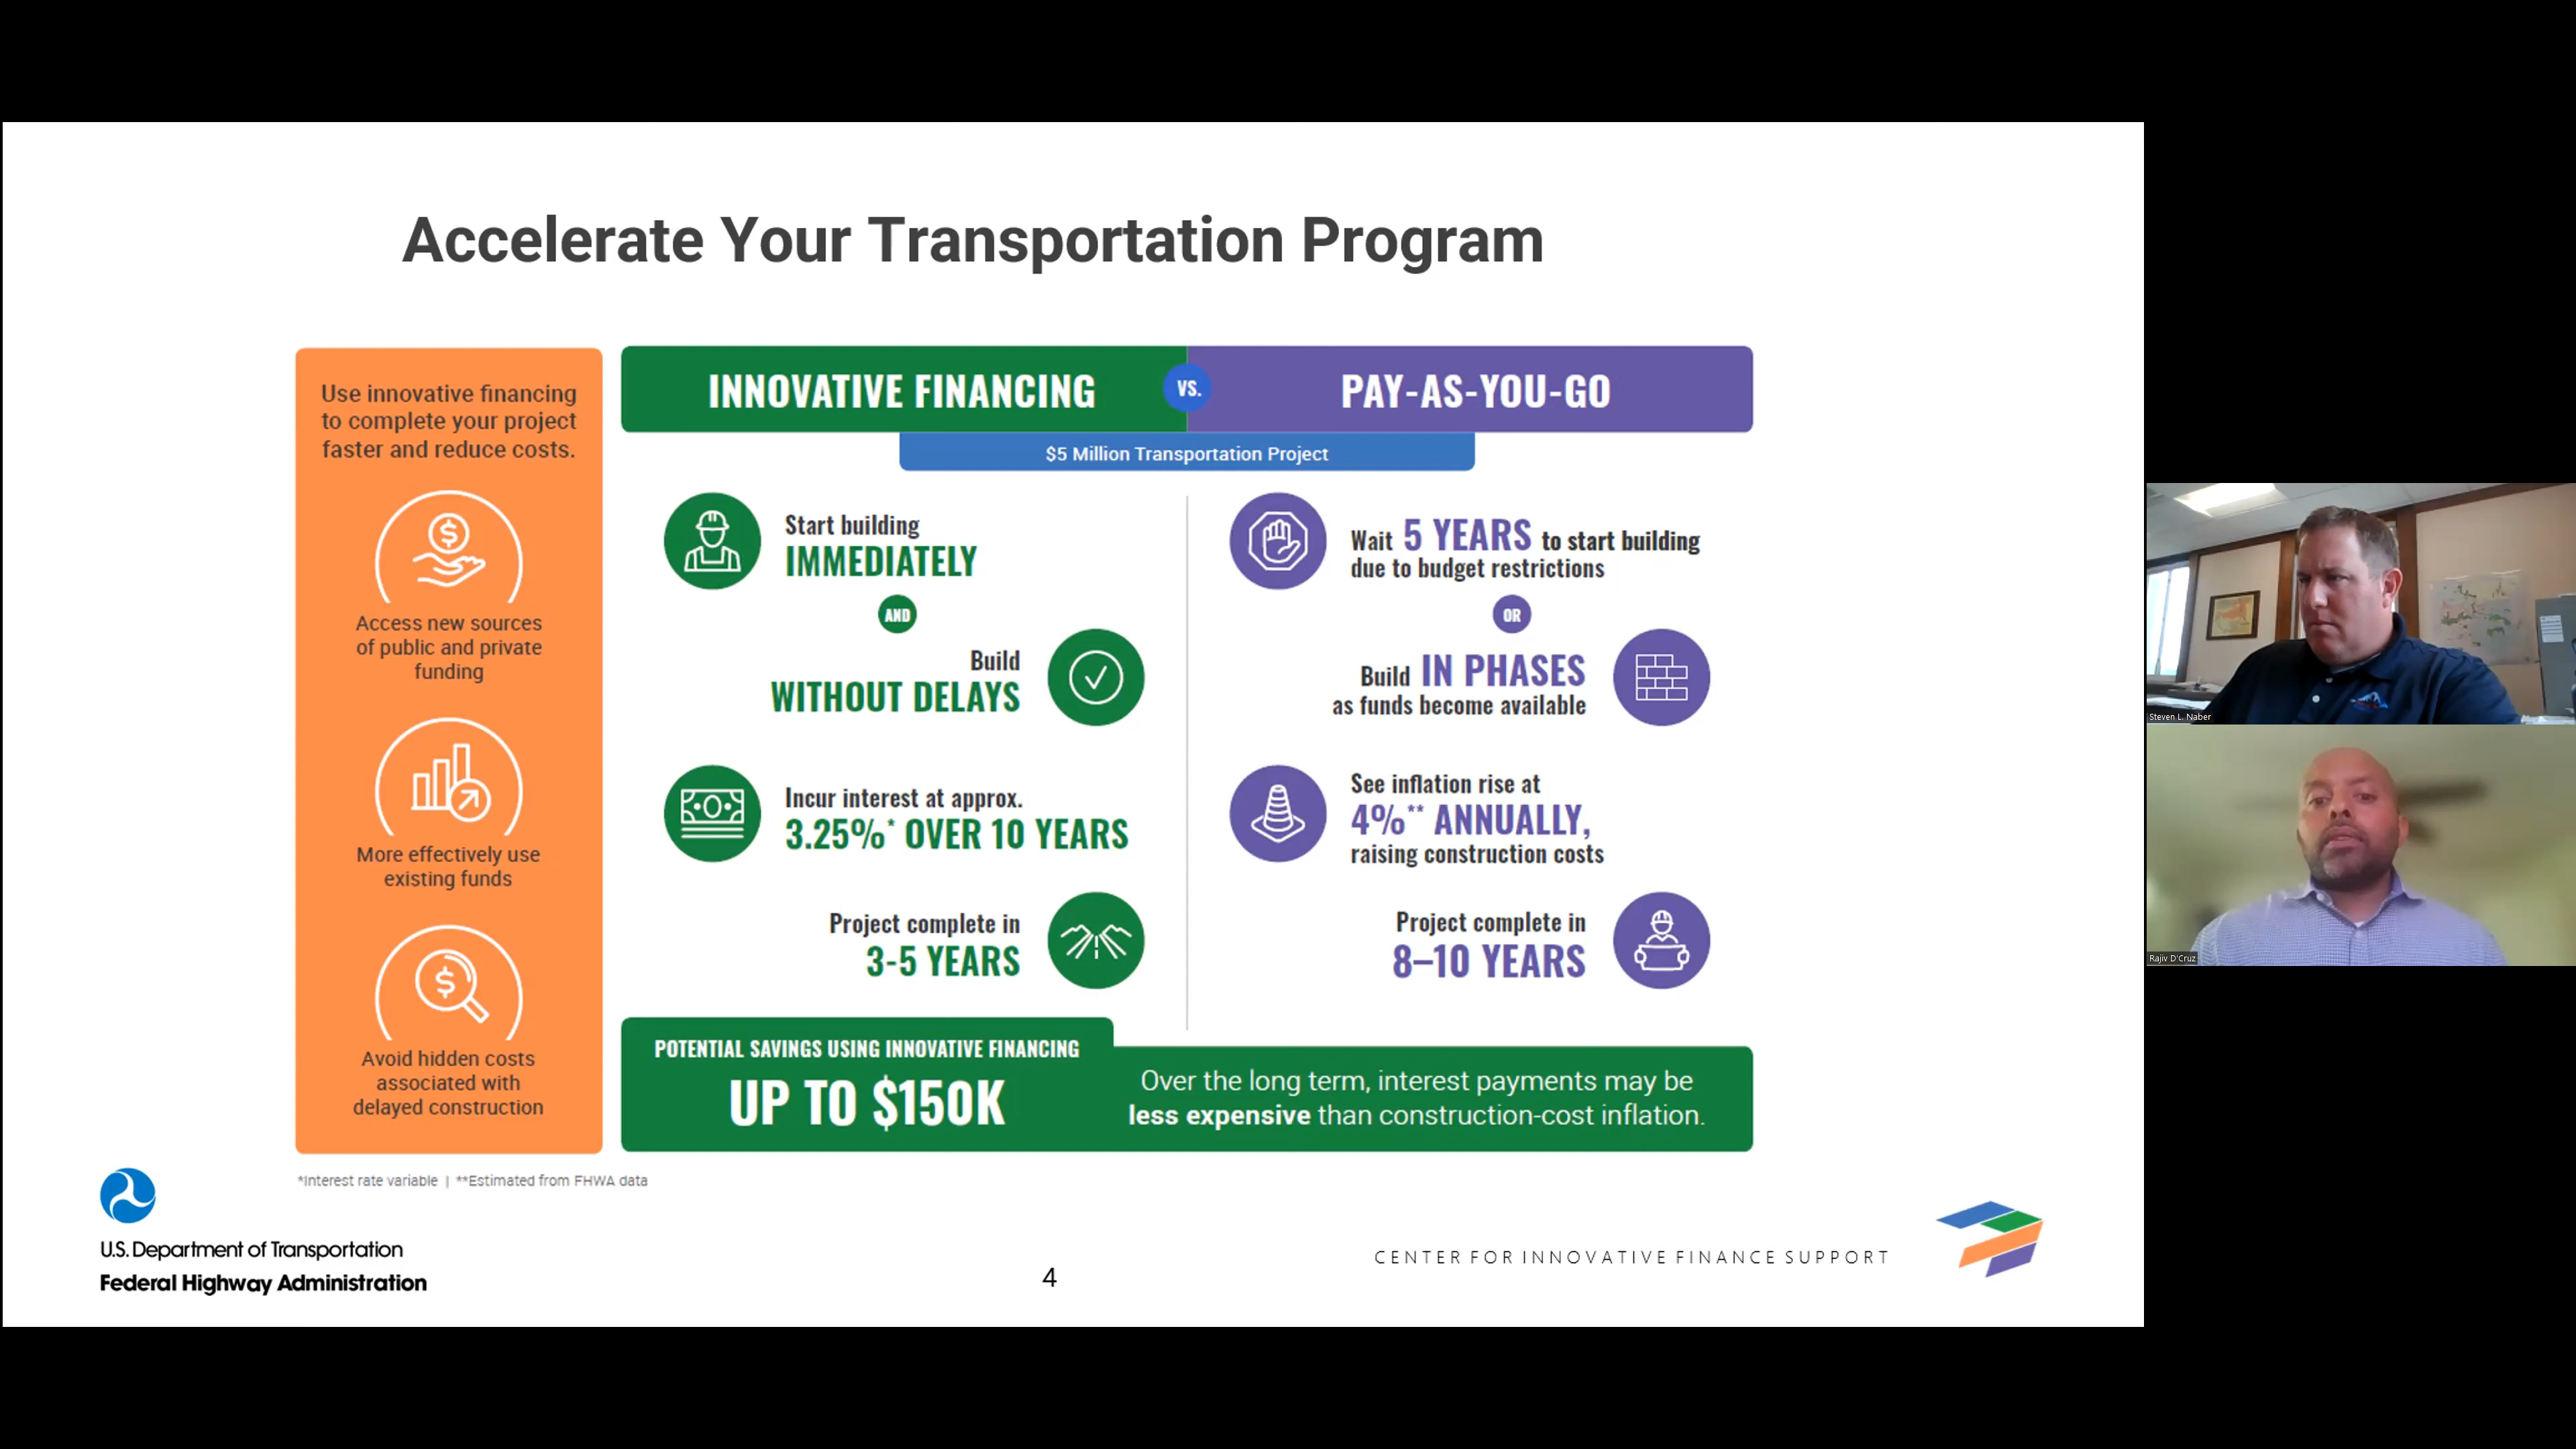 Accelerate Your Transportation Program
Use innovative financing
to complete your project
faster and reduce costs.
Access new sources
of public and private
funding
More effectively use
existing funds
Avoid hidden costs
associated with
delayed construction
INNOVATIVE FINANCING
VS.
PAY-AS-YOU-GO
$5 Million Transportation Project
Start building
IMMEDIATELY
AND
Build
WITHOUT DELAYS
Incur interest at approx.
3.25%* OVER 10 YEARS
Project complete in
3-5 YEARS
Wait 5 YEARS to start building
due to budget restrictions
OR
Build IN PHASES
as funds become available
See inflation rise at
4%** ANNUALLY,
raising construction costs
Project complete in
8–10 YEARS
POTENTIAL SAVINGS USING INNOVATIVE FINANCING
UP TO $150K
Over the long term, interest payments may be
less expensive than construction-cost inflation.
*Interest rate variable | **Estimated from FHWA data
U.S. Department of Transportation
Federal Highway Administration
4
CENTER FOR INNOVATIVE FINANCE SUPPORT
Steven L. Naber
Rajiv D'Cruz